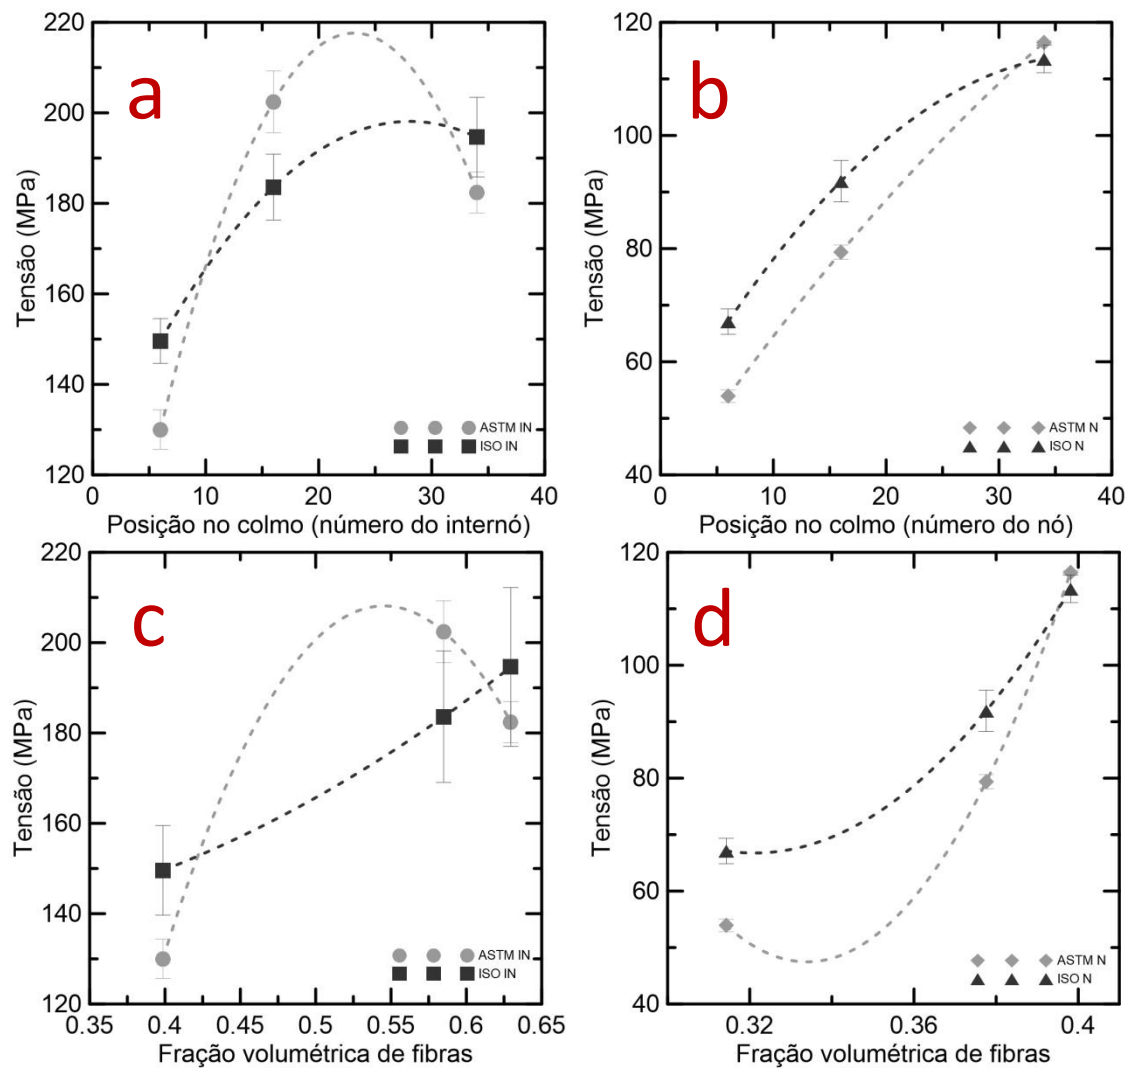 a
220
200
180
160
140
120
Tensão (MPa)
0 10 20 30 40
Posição no colmo (número do internó)
ASTM IN
ISO IN
b
120
100
80
60
40
Tensão (MPa)
0 10 20 30 40
Posição no colmo (número do nó)
ASTM N
ISO N
c
220
200
180
160
140
120
Tensão (MPa)
0.35 0.4 0.45 0.5 0.55 0.6 0.65
Fração volumétrica de fibras
ASTM IN
ISO IN
d
120
100
80
60
40
Tensão (MPa)
0.32 0.36 0.4
Fração volumétrica de fibras
ASTM N
ISO N